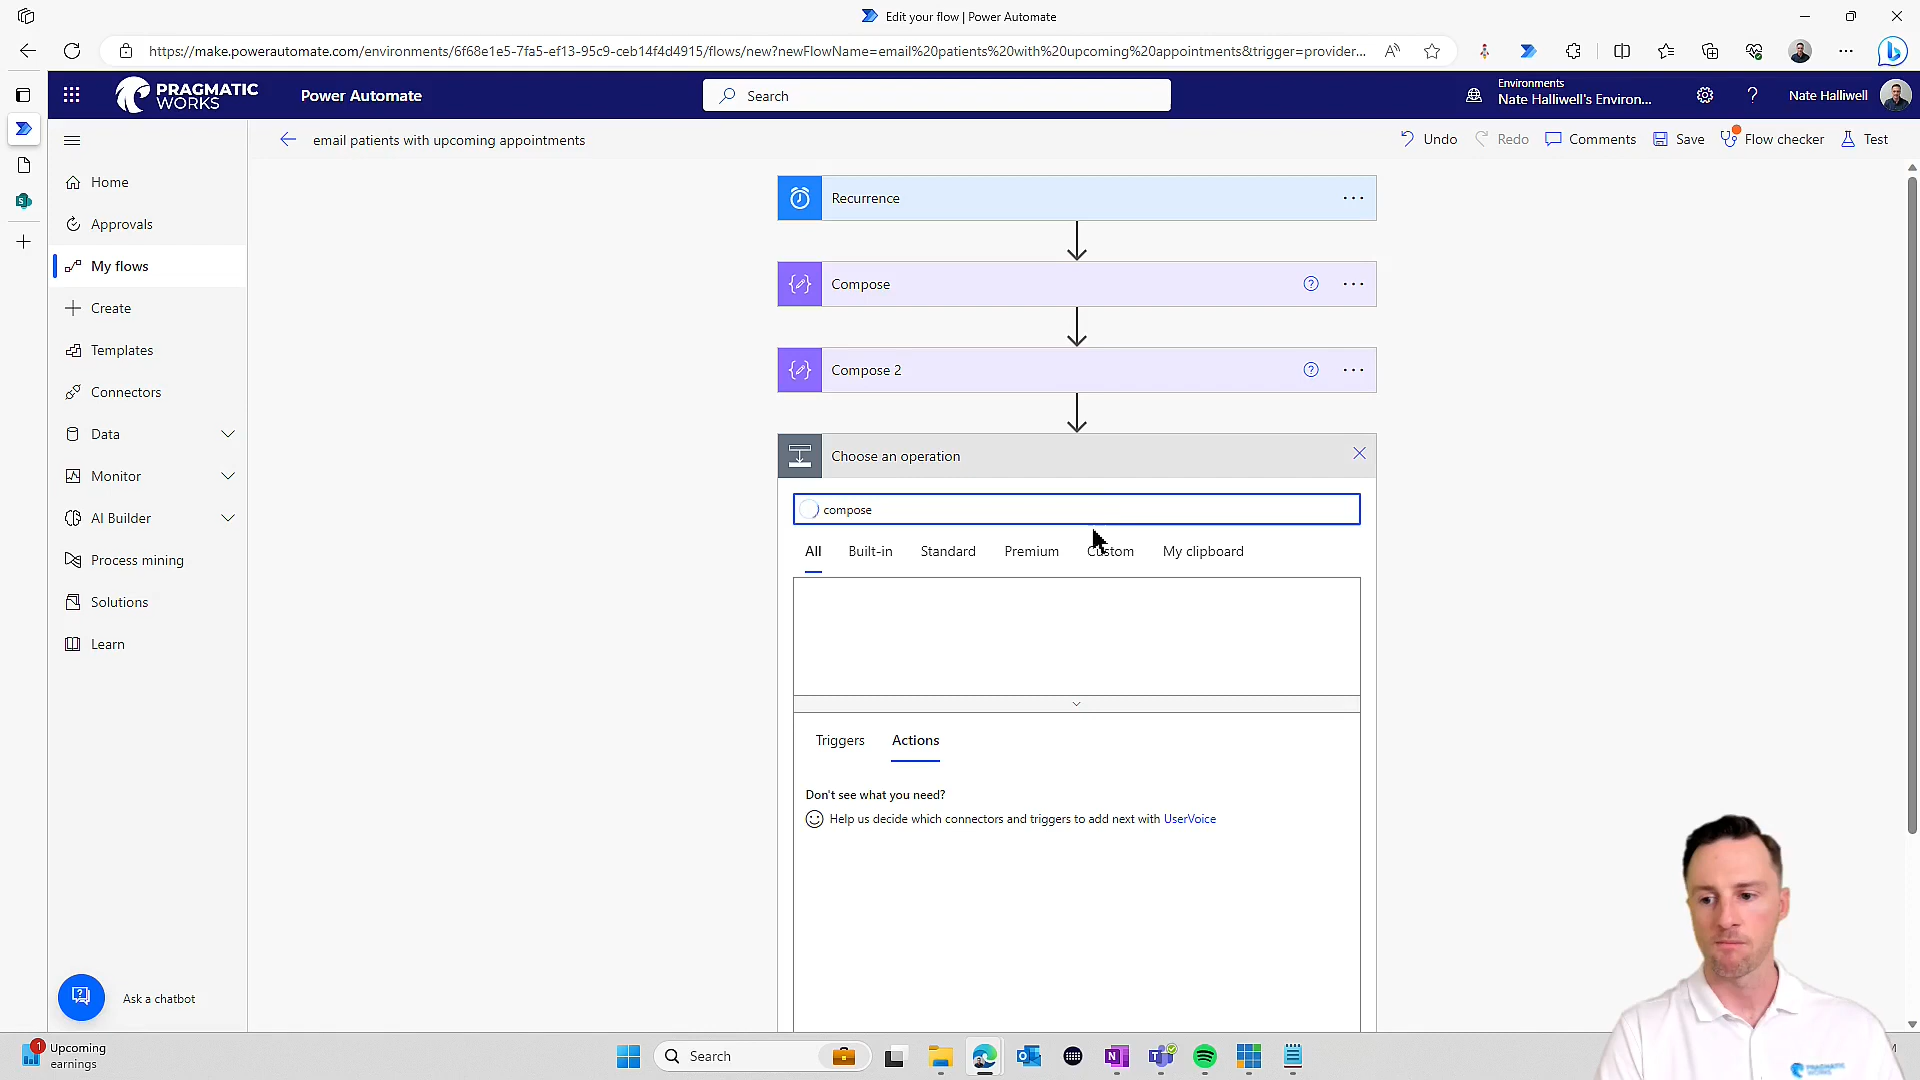 Edit your flow | Power Automate
https://make.powerautomate.com/environments/6f68e1e5-7fa5-ef13-95c9-ceb14f4d4915/flows/new?newFlowName=email%20patients%20with%20upcoming%20appointments&trigger=provider...
PRAGMATIC
WORKS
Power Automate
Search
Environments
Nate Halliwell's Environ...
?
Nate Halliwell
email patients with upcoming appointments
Undo
Redo
Comments
Save
Flow checker
Test
Home
Approvals
My flows
Create
Templates
Connectors
Data
Monitor
AI Builder
Process mining
Solutions
Learn
Ask a chatbot
Recurrence
Compose
Compose 2
Choose an operation
compose
All Built-in Standard Premium Custom My clipboard
Triggers Actions
Don't see what you need?
Help us decide which connectors and triggers to add next with UserVoice
1
Upcoming
earnings
Search
M
PRAGMATIC
WORKS